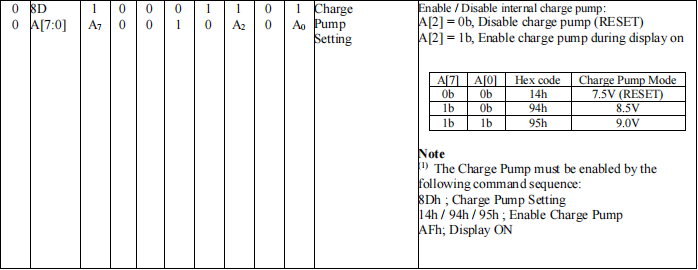 0 8D 1 0 0 0 1 1 0 1 Charge Enable / Disable internal charge pump:
0 A[7:0] A7 0 0 1 0 A2 0 A0 Pump A[2] = 0b, Disable charge pump (RESET)
Setting A[2] = 1b, Enable charge pump during display on
A[7] A[0] Hex code Charge Pump Mode
0b 0b 14h 7.5V (RESET)
1b 0b 94h 8.5V
1b 1b 95h 9.0V
Note
(1) The Charge Pump must be enabled by the
following command sequence:
8Dh ; Charge Pump Setting
14h / 94h / 95h ; Enable Charge Pump
AFh; Display ON